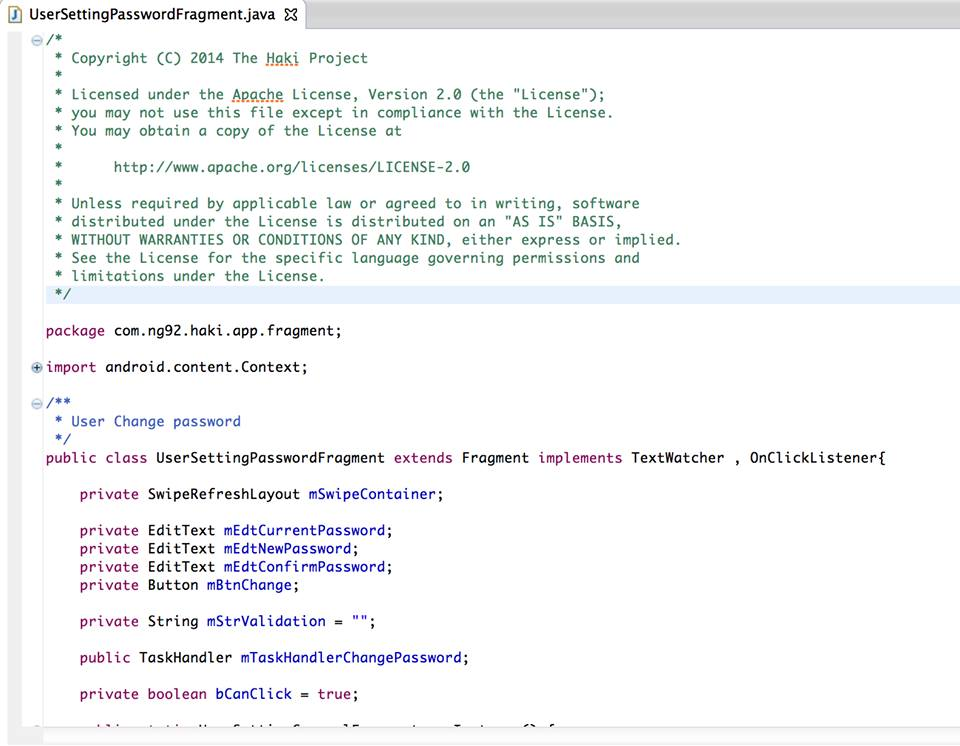 UserSettingPasswordFragment.java
/*
 * Copyright (C) 2014 The Haki Project
 *
 * Licensed under the Apache License, Version 2.0 (the "License");
 * you may not use this file except in compliance with the License.
 * You may obtain a copy of the License at
 *
 *      http://www.apache.org/licenses/LICENSE-2.0
 *
 * Unless required by applicable law or agreed to in writing, software
 * distributed under the License is distributed on an "AS IS" BASIS,
 * WITHOUT WARRANTIES OR CONDITIONS OF ANY KIND, either express or implied.
 * See the License for the specific language governing permissions and
 * limitations under the License.
 */
package com.ng92.haki.app.fragment;
import android.content.Context;
/**
 * User Change password
 */
public class UserSettingPasswordFragment extends Fragment implements TextWatcher , OnClickListener{
    private SwipeRefreshLayout mSwipeContainer;
    private EditText mEdtCurrentPassword;
    private EditText mEdtNewPassword;
    private EditText mEdtConfirmPassword;
    private Button mBtnChange;
    private String mStrValidation = "";
    public TaskHandler mTaskHandlerChangePassword;
    private boolean bCanClick = true;